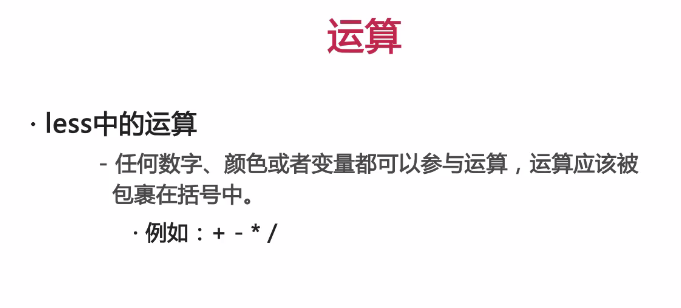 运算
· less中的运算
- 任何数字、颜色或者变量都可以参与运算，运算应该被
包裹在括号中。
· 例如：+ - * /